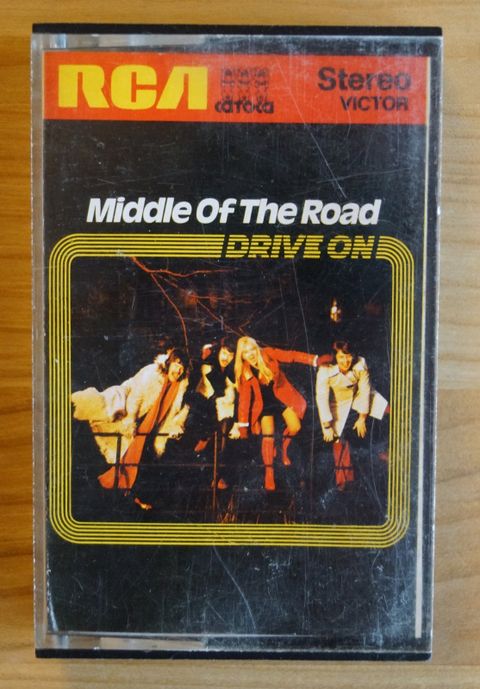 RCA
Stereo
VICTOR
Middle Of The Road
DRIVE ON